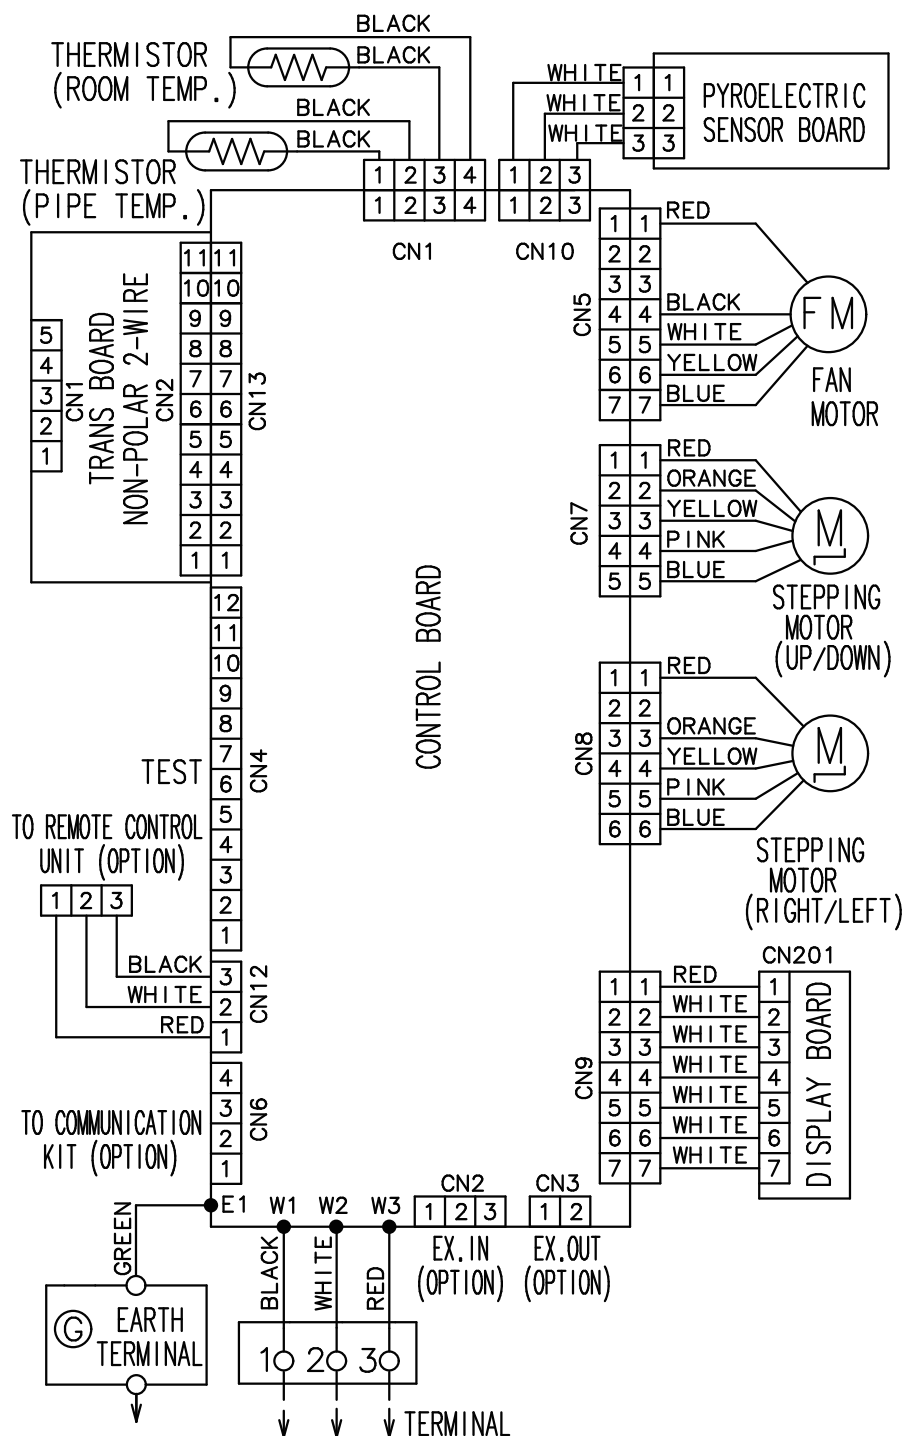 BLACK
THERMISTOR
(ROOM TEMP.)
BLACK
BLACK
BLACK
THERMISTOR
(PIPE TEMP.)
1 2 3 4
1 2 3 4
CN1
WHITE
WHITE
WHITE
1 1
2 2
3 3
PYROELECTRIC
SENSOR BOARD
1 2 3
1 2 3
CN10
5
4
3
2
1
CN1
TRANS BOARD
NON-POLAR 2-WIRE
CN2
11 11
10 10
9 9
8 8
7 7
6 6
5 5
4 4
3 3
2 2
1 1
CN13
CN5
1 1 RED
2 2
3 3
4 4 BLACK
5 5 WHITE
6 6 YELLOW
7 7 BLUE
FM
FAN
MOTOR
CN7
1 1 RED
2 2 ORANGE
3 3 YELLOW
4 4 PINK
5 5 BLUE
M
STEPPING
MOTOR
(UP/DOWN)
CONTROL BOARD
12
11
10
9
8
7
6
5
4
3
2
1
CN4
TEST
CN8
1 1 RED
2 2
3 3 ORANGE
4 4 YELLOW
5 5 PINK
6 6 BLUE
M
STEPPING
MOTOR
(RIGHT/LEFT)
TO REMOTE CONTROL
UNIT (OPTION)
1 2 3
BLACK 3
WHITE 2
RED 1
CN12
CN201
CN9
1 1 RED 1
2 2 WHITE 2
3 3 WHITE 3
4 4 WHITE 4
5 5 WHITE 5
6 6 WHITE 6
7 7 WHITE 7
DISPLAY BOARD
4
3
2
1
CN6
TO COMMUNICATION
KIT (OPTION)
E1 W1 W2 W3
CN2
1 2 3
EX.IN
(OPTION)
CN3
1 2
EX.OUT
(OPTION)
GREEN
BLACK
WHITE
RED
G EARTH
TERMINAL
1 2 3
TERMINAL